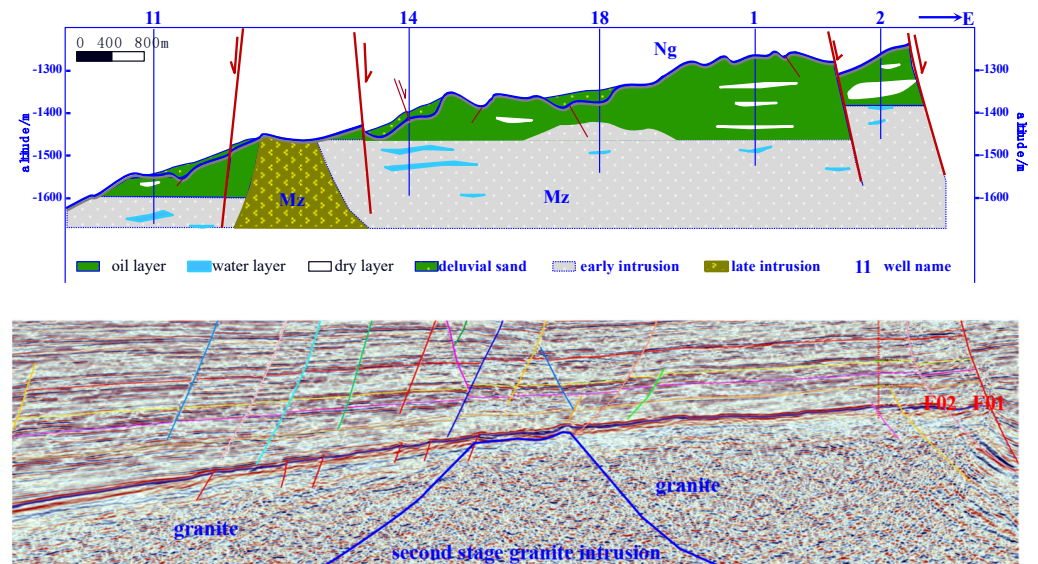 11 14 18 1 2 E
0 400 800m
Ng
-1300 -1300
-1400 -1400
-1500 -1500
-1600 -1600
altitude/m altitude/m
Mz Mz
oil layer water layer dry layer deluvial sand early intrusion late intrusion 11 well name
F02 F01
granite
granite
second stage granite intrusion